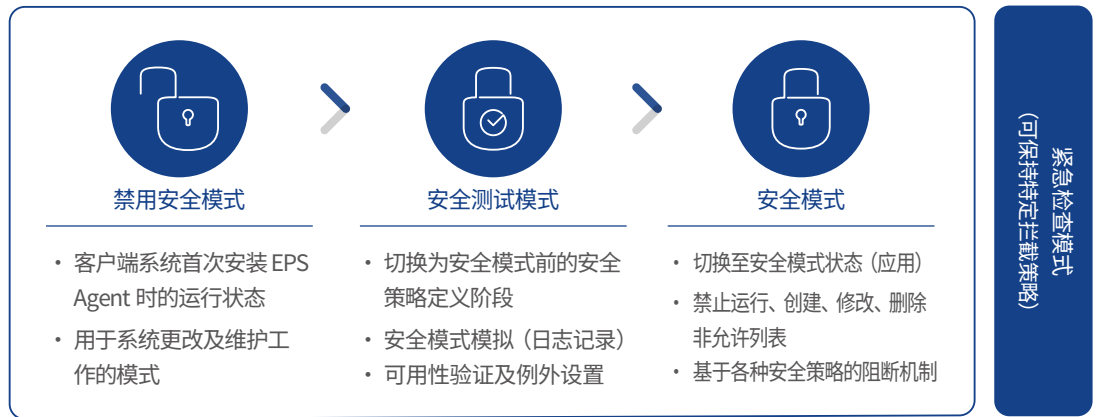 禁用安全模式
・ 客户端系统首次安装 EPS
Agent 时的运行状态
・ 用于系统更改及维护工
作的模式
安全测试模式
・ 切换为安全模式前的安全
策略定义阶段
・ 安全模式模拟（日志记录）
・ 可用性验证及例外设置
安全模式
・ 切换至安全模式状态（应用）
・ 禁止运行、创建、修改、删除
非允许列表
・ 基于各种安全策略的阻断机制
紧急检查模式
（可保持特定拦截策略）